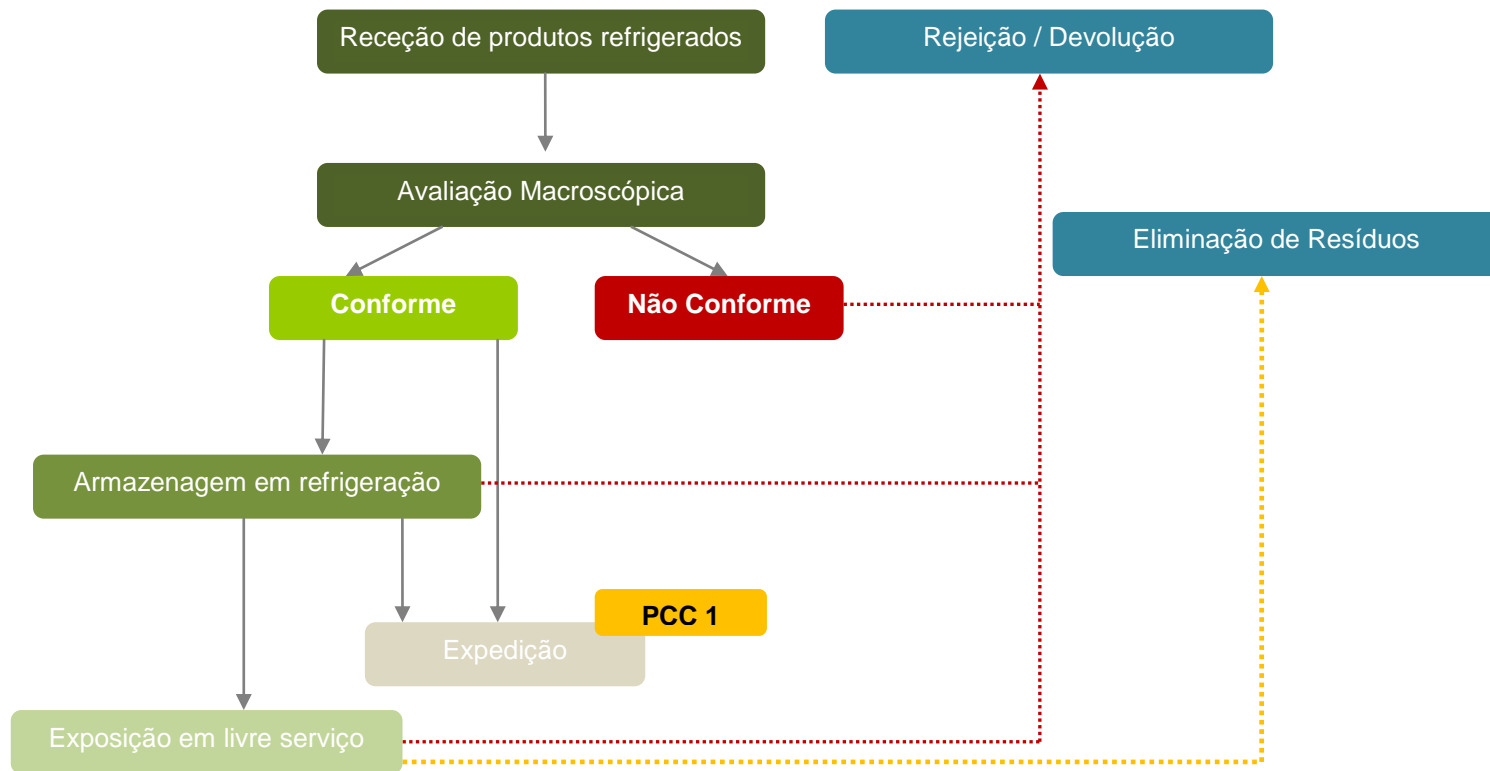 Receção de produtos refrigerados
Rejeição / Devolução
Avaliação Macroscópica
Eliminação de Resíduos
Conforme
Não Conforme
Armazenagem em refrigeração
PCC 1
Expedição
Exposição em livre serviço